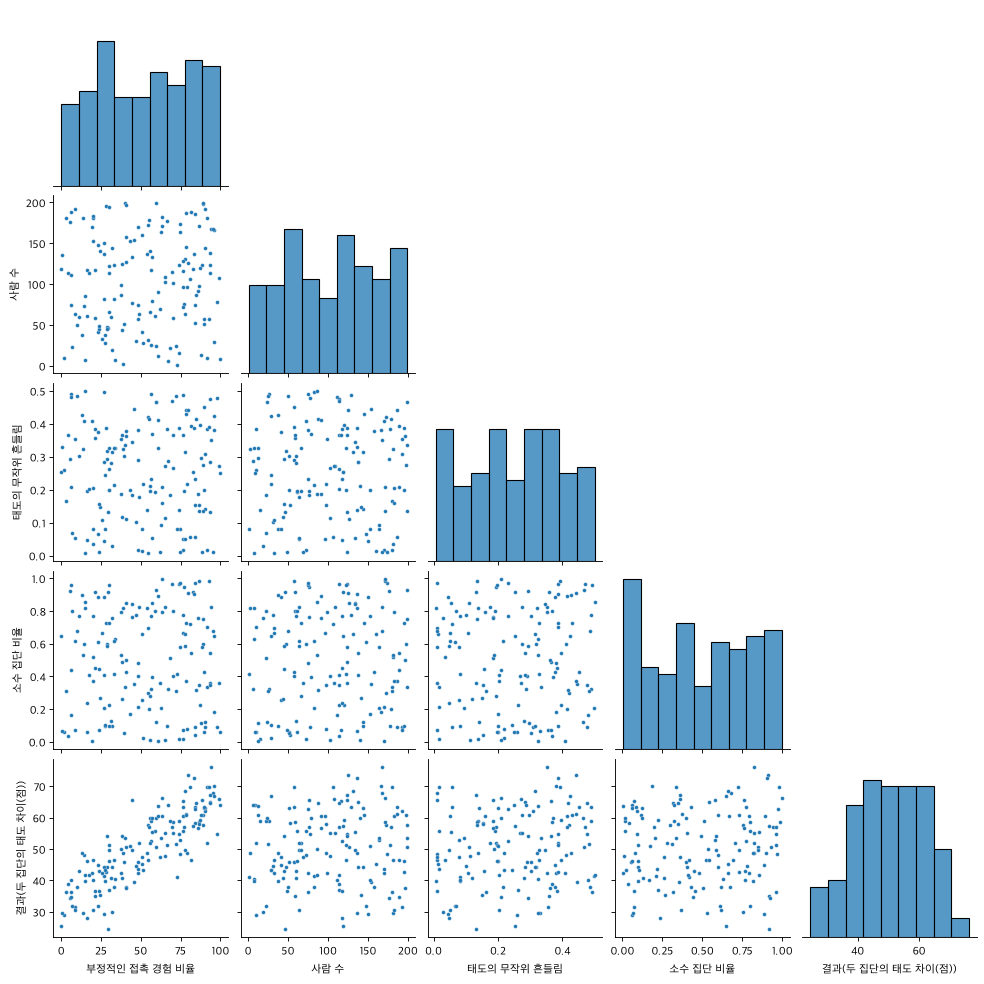 200
150
100
50
0
사람 수
0.5
0.4
0.3
0.2
0.1
0.0
태도의 무작위 흔들림
1.0
0.8
0.6
0.4
0.2
0.0
소수 집단 비율
70
60
50
40
30
결과(두 집단의 태도 차이(점))
0 25 50 75 100
부정적인 접촉 경험 비율
0 50 100 150 200
사람 수
0.0 0.2 0.4
태도의 무작위 흔들림
0.00 0.25 0.50 0.75 1.00
소수 집단 비율
40 60
결과(두 집단의 태도 차이(점))